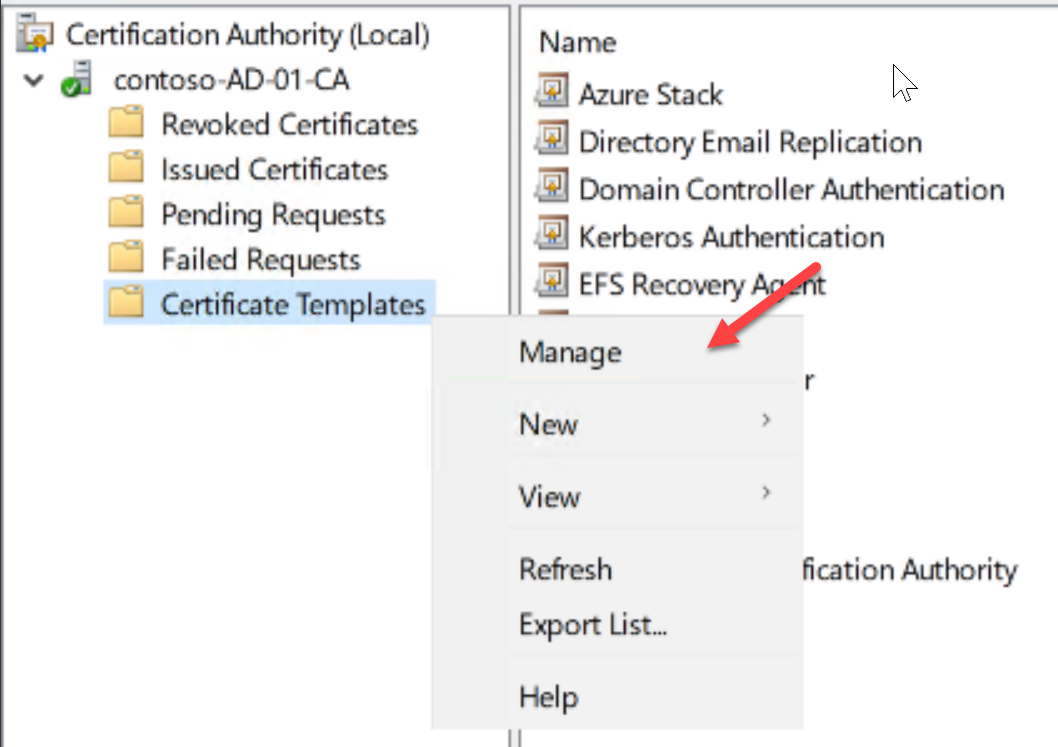 Certification Authority (Local)
contoso-AD-01-CA
Revoked Certificates
Issued Certificates
Pending Requests
Failed Requests
Certificate Templates
Name
Azure Stack
Directory Email Replication
Domain Controller Authentication
Kerberos Authentication
EFS Recovery Agent
Manage
New
View
Refresh
Export List...
Help
r
fication Authority